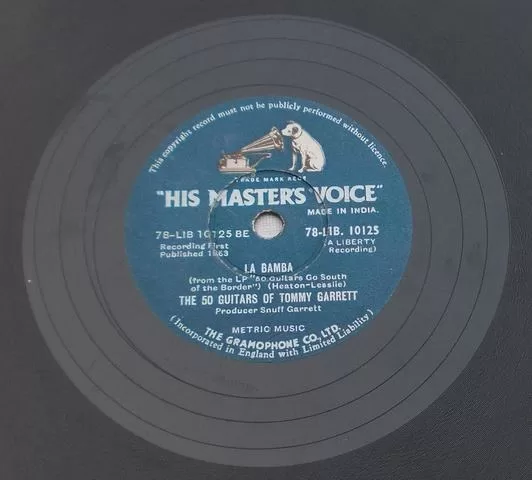 This copyright record must not be publicly performed without licence.
TRADE MARK REGD
"HIS MASTER'S VOICE"
MADE IN INDIA.
78-LIB 10125 BE
78-LIB. 10125
Recording First
Published 1963
(A LIBERTY
Recording)
LA BAMBA
(from the LP "50 Guitars Go South
of the Border") (Heaton-Leslie)
THE 50 GUITARS OF TOMMY GARRETT
Producer Snuff Garrett
METRIC MUSIC
THE GRAMOPHONE CO., LTD.
(Incorporated in England with Limited Liability)